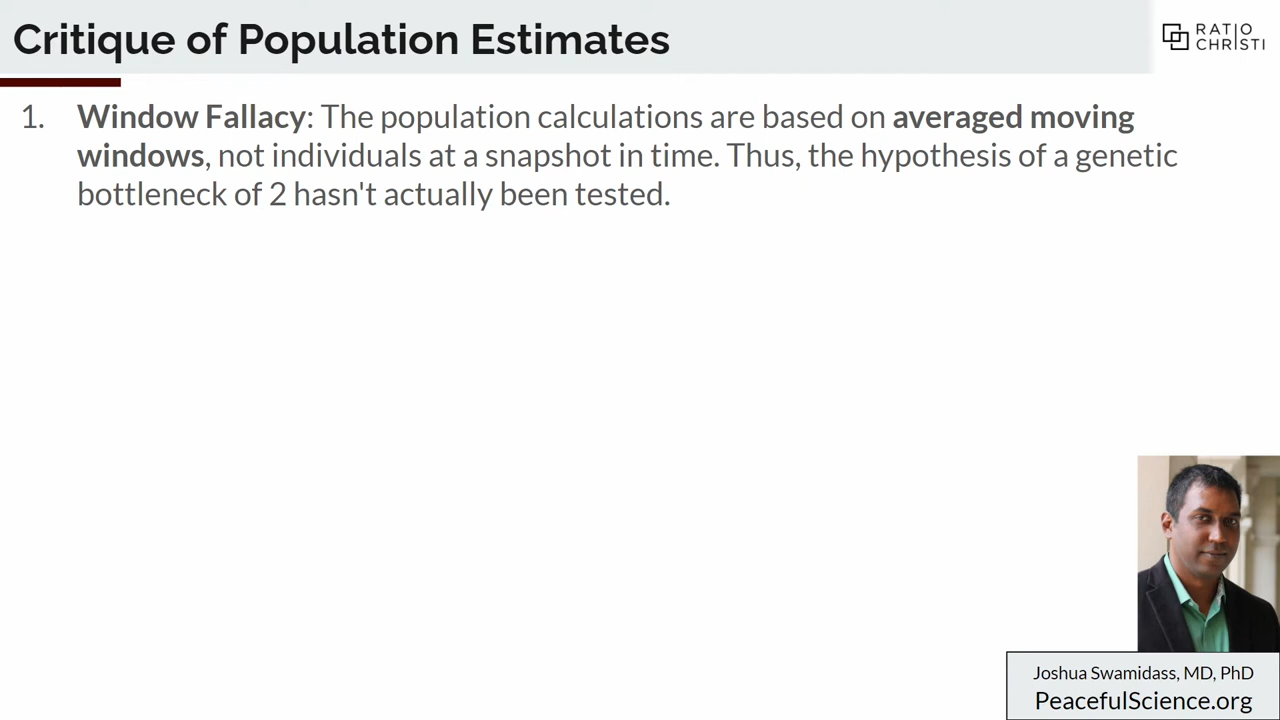 Critique of Population Estimates
RATIO
CHRISTI
1. Window Fallacy: The population calculations are based on averaged moving
windows, not individuals at a snapshot in time. Thus, the hypothesis of a genetic
bottleneck of 2 hasn't actually been tested.
Joshua Swamidass, MD, PhD
PeacefulScience.org